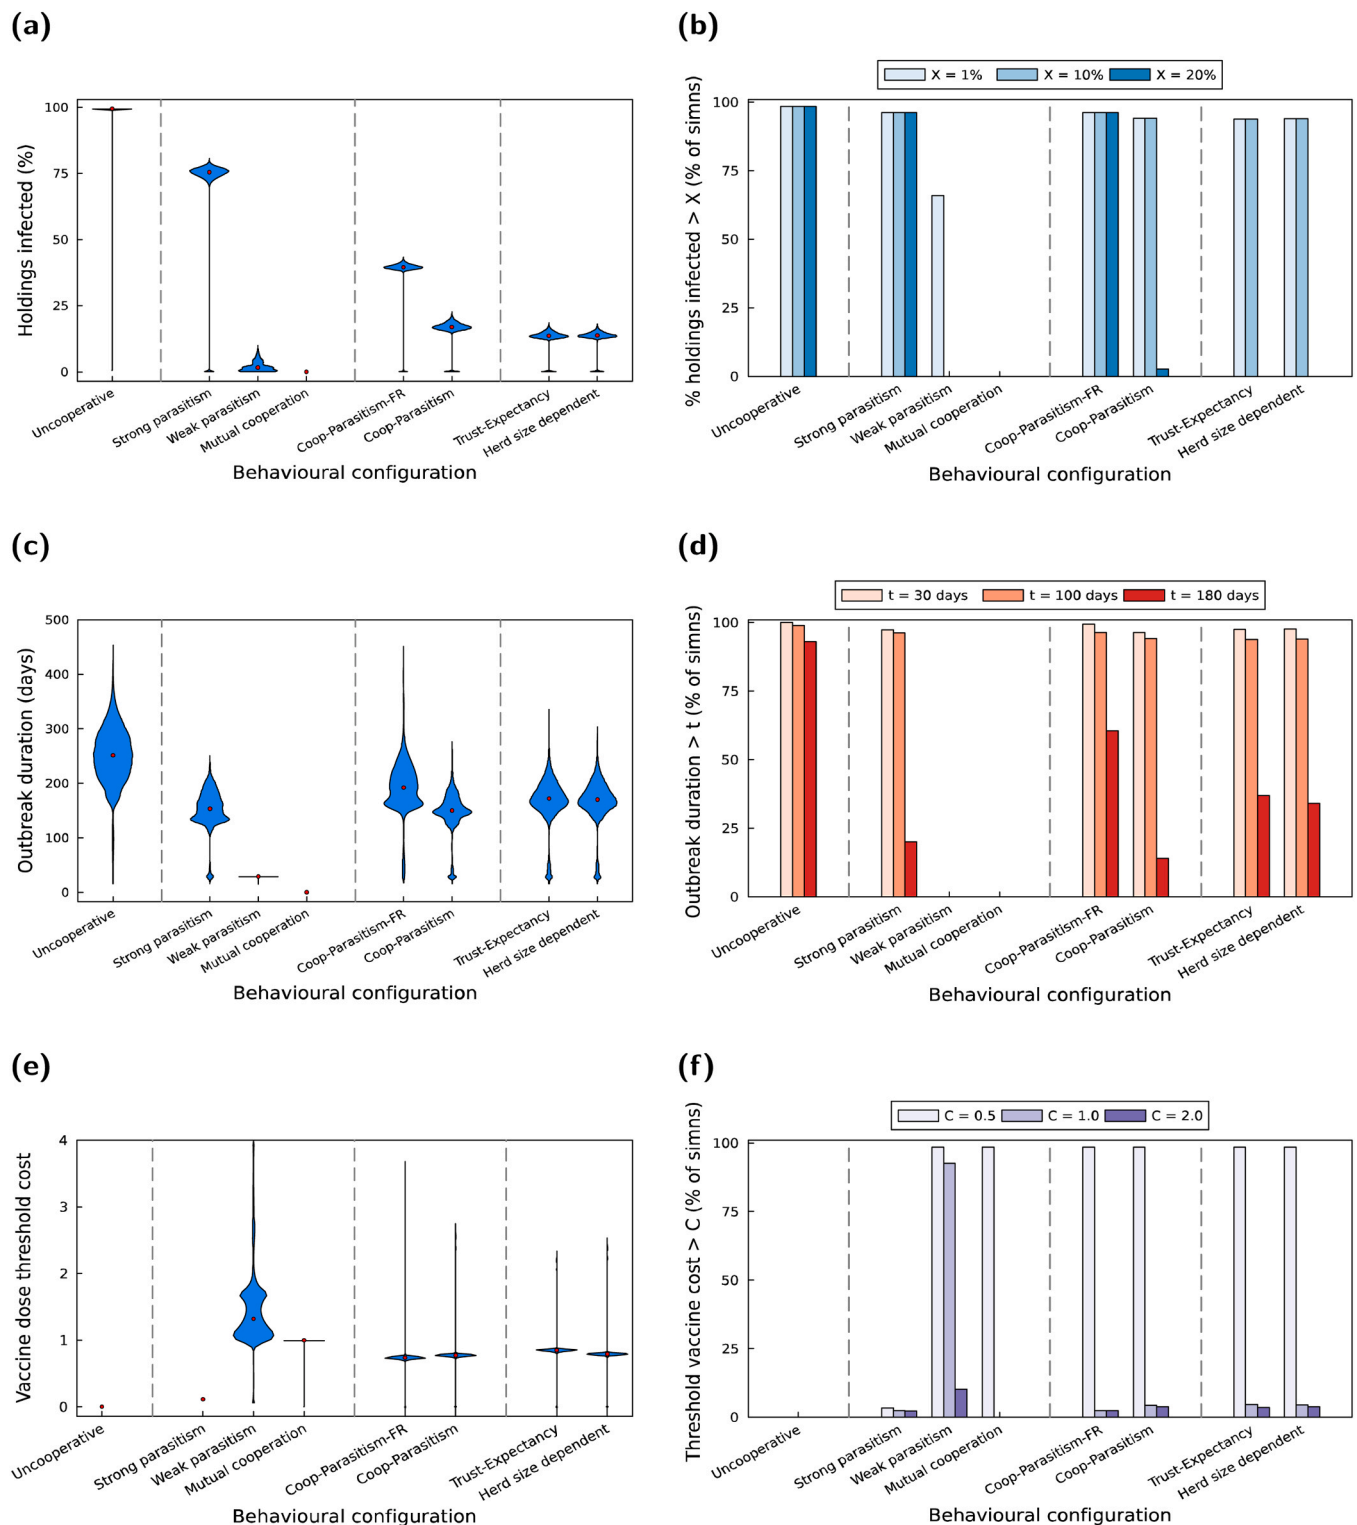 (a)
Holdings infected (%)
100
75
50
25
0
Uncooperative
Strong parasitism
Weak parasitism
Mutual cooperation
Coop-Parasitism-FR
Coop-Parasitism
Trust-Expectancy
Herd size dependent
Behavioural configuration
(b)
X = 1% X = 10% X = 20%
% holdings infected > X (% of simns)
100
75
50
25
0
Uncooperative
Strong parasitism
Weak parasitism
Mutual cooperation
Coop-Parasitism-FR
Coop-Parasitism
Trust-Expectancy
Herd size dependent
Behavioural configuration
(c)
Outbreak duration (days)
500
400
300
200
100
0
Uncooperative
Strong parasitism
Weak parasitism
Mutual cooperation
Coop-Parasitism-FR
Coop-Parasitism
Trust-Expectancy
Herd size dependent
Behavioural configuration
(d)
t = 30 days t = 100 days t = 180 days
Outbreak duration > t (% of simns)
100
75
50
25
0
Uncooperative
Strong parasitism
Weak parasitism
Mutual cooperation
Coop-Parasitism-FR
Coop-Parasitism
Trust-Expectancy
Herd size dependent
Behavioural configuration
(e)
Vaccine dose threshold cost
4
3
2
1
0
Uncooperative
Strong parasitism
Weak parasitism
Mutual cooperation
Coop-Parasitism-FR
Coop-Parasitism
Trust-Expectancy
Herd size dependent
Behavioural configuration
(f)
C = 0.5 C = 1.0 C = 2.0
Threshold vaccine cost > C (% of simns)
100
75
50
25
0
Uncooperative
Strong parasitism
Weak parasitism
Mutual cooperation
Coop-Parasitism-FR
Coop-Parasitism
Trust-Expectancy
Herd size dependent
Behavioural configuration